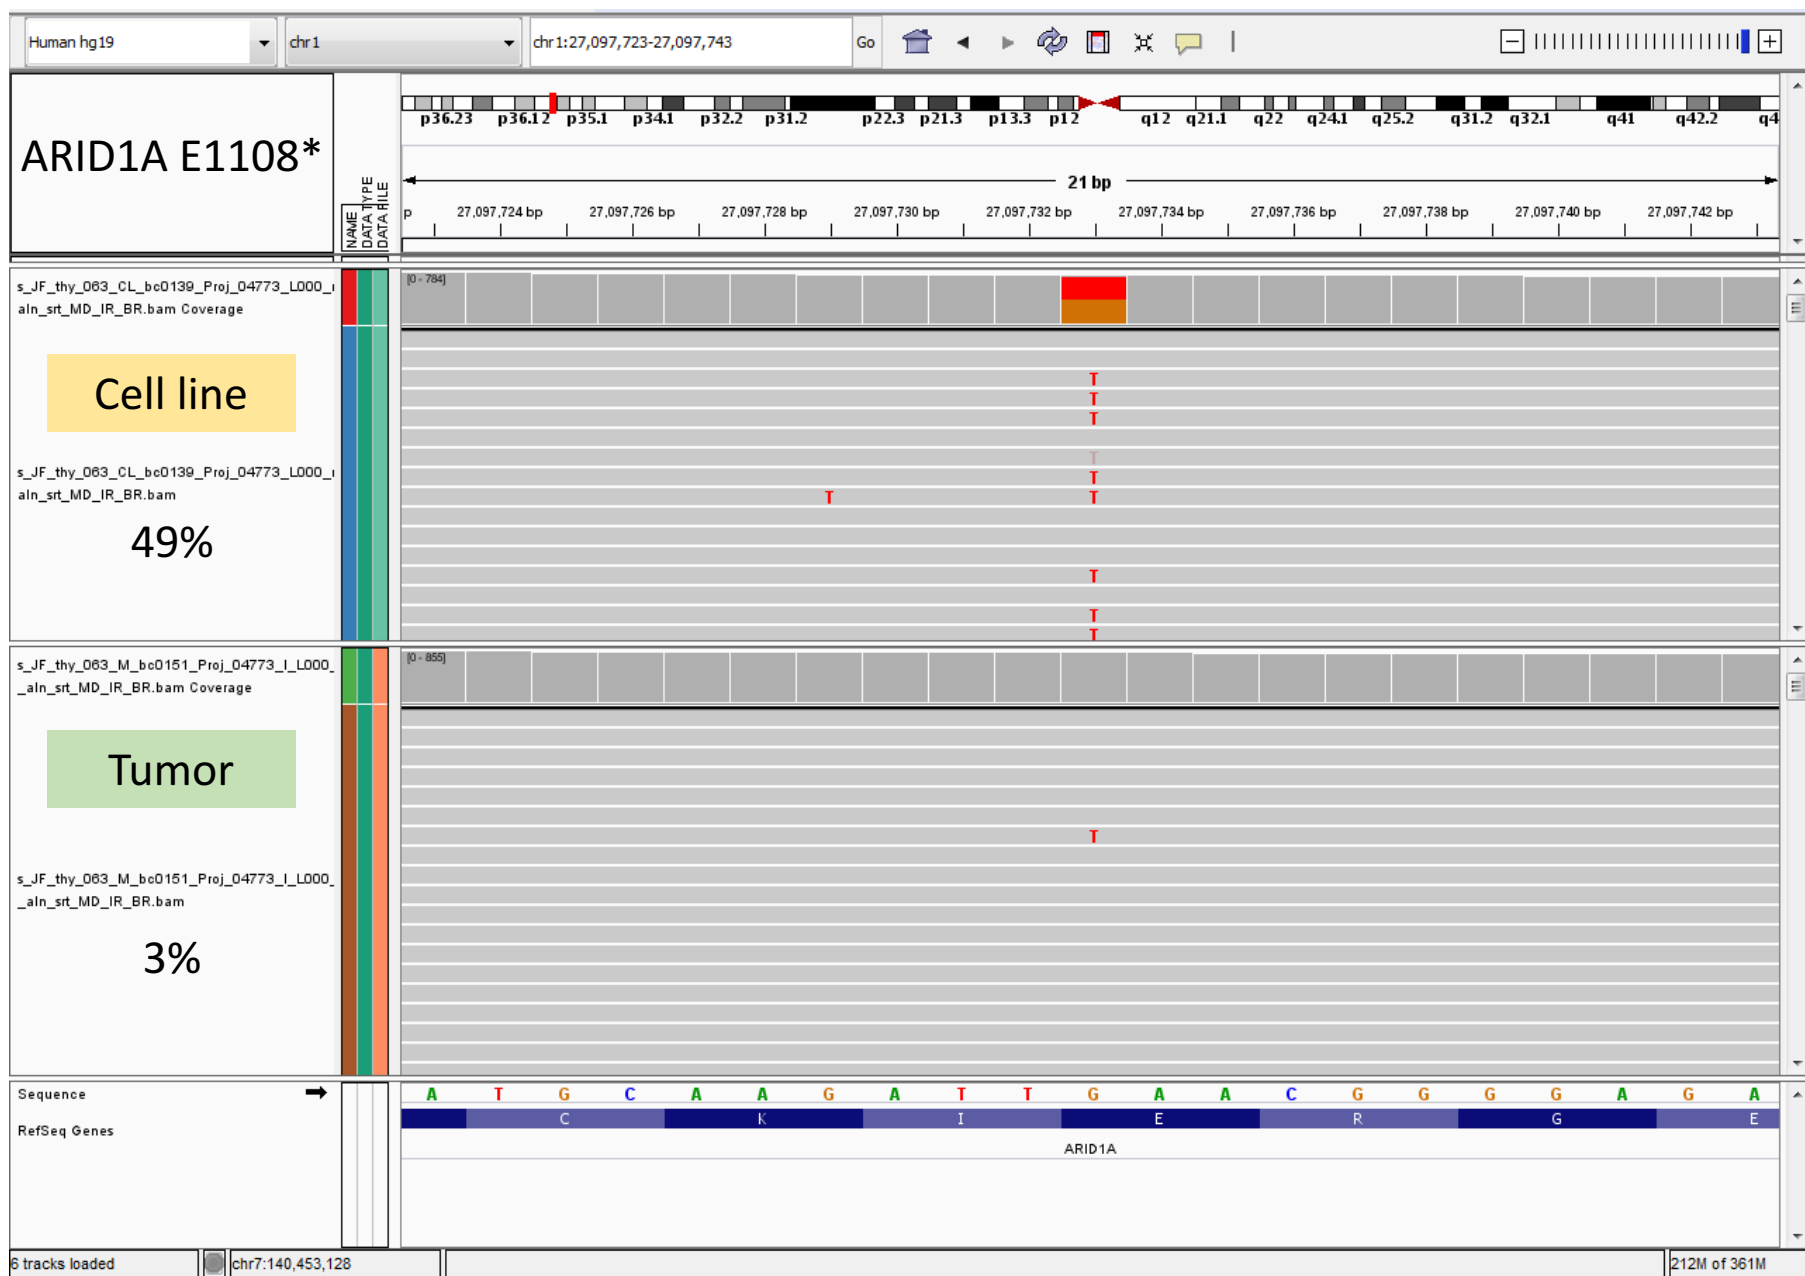 Human hg19 chr1 chr1:27,097,723-27,097,743 Go
ARID1A E1108*
NAME
DATA TYPE
DATA FILE
p36.23 p36.12 p35.1 p34.1 p32.2 p31.2 p22.3 p21.3 p13.3 p12 q12 q21.1 q22 q24.1 q25.2 q31.2 q32.1 q41 q42.2 q4
21 bp
p 27,097,724 bp 27,097,726 bp 27,097,728 bp 27,097,730 bp 27,097,732 bp 27,097,734 bp 27,097,736 bp 27,097,738 bp 27,097,740 bp 27,097,742 bp
[0 - 784]
s_JF_thy_063_CL_bc0139_Proj_04773_L000_
aln_srt_MD_IR_BR.bam Coverage
Cell line
T
T
T
T
s_JF_thy_063_CL_bc0139_Proj_04773_L000_
T
aln_srt_MD_IR_BR.bam
T T
49%
T
T
T
[0 - 855]
s_JF_thy_063_M_bc0151_Proj_04773_I_L000_
_aln_srt_MD_IR_BR.bam Coverage
Tumor
T
s_JF_thy_063_M_bc0151_Proj_04773_I_L000_
_aln_srt_MD_IR_BR.bam
3%
Sequence A T G C A A G A T T G A A C G G G G A G A
RefSeq Genes C K I E R G E
ARID1A
6 tracks loaded chr7:140,453,128 212M of 361M